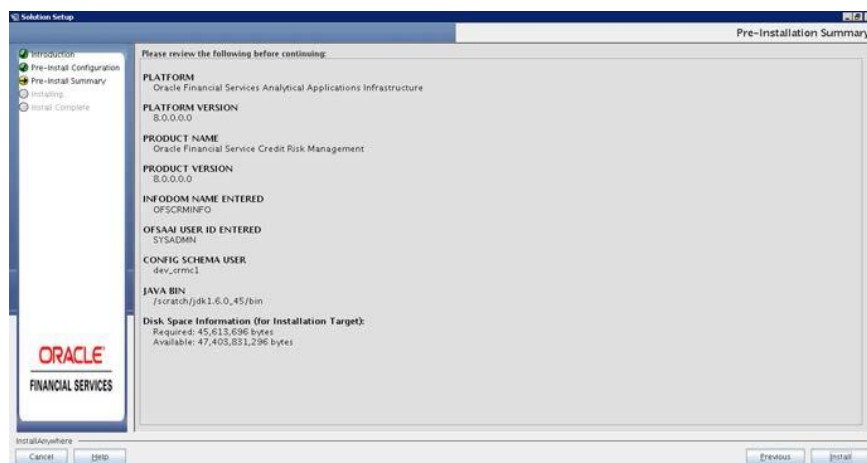 Solution Setup
Pre-Installation Summary
Introduction
Pre-Install Configuration
Pre-Install Summary
Installing...
Install Complete
Please review the following before continuing:
PLATFORM
Oracle Financial Services Analytical Applications Infrastructure
PLATFORM VERSION
8.0.0.0.0
PRODUCT NAME
Oracle Financial Service Credit Risk Management
PRODUCT VERSION
8.0.0.0.0
INFODOM NAME ENTERED
OFSCRMINFO
OFSAAI USER ID ENTERED
SYSADMN
CONFIG SCHEMA USER
dev_crmc1
JAVA BIN
/scratch/jdk1.6.0_45/bin
Disk Space Information (for Installation Target):
Required: 45,613,696 bytes
Available: 47,403,831,296 bytes
ORACLE
FINANCIAL SERVICES
InstallAnywhere
Cancel
Help
Previous
Install